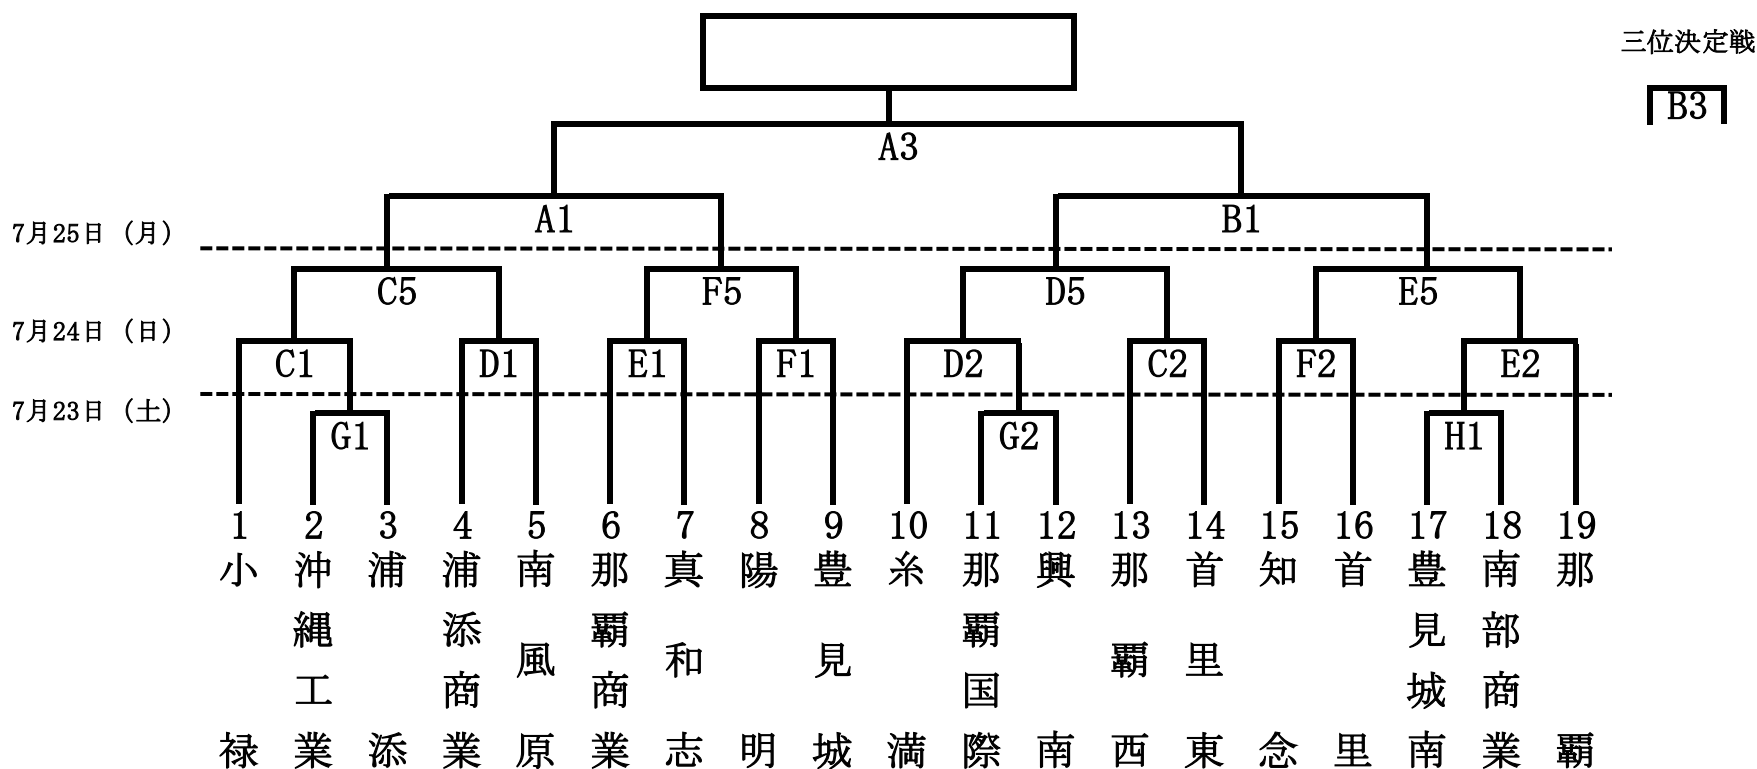 三位決定戦
B3
A3
A1
B1
7月25日（月）
C5
F5
D5
E5
7月24日（日）
C1
D1
E1
F1
D2
C2
F2
E2
7月23日（土）
G1
G2
H1
1 2 3 4 5 6 7 8 9 10 11 12 13 14 15 16 17 18 19
小禄
沖縄工業
浦添
浦添商業
南風原
那覇商業
真和志
陽明
豊見城
糸満
那覇国際
興南
那覇西
首里東
知念
首里
豊見城南
南部商業
那覇